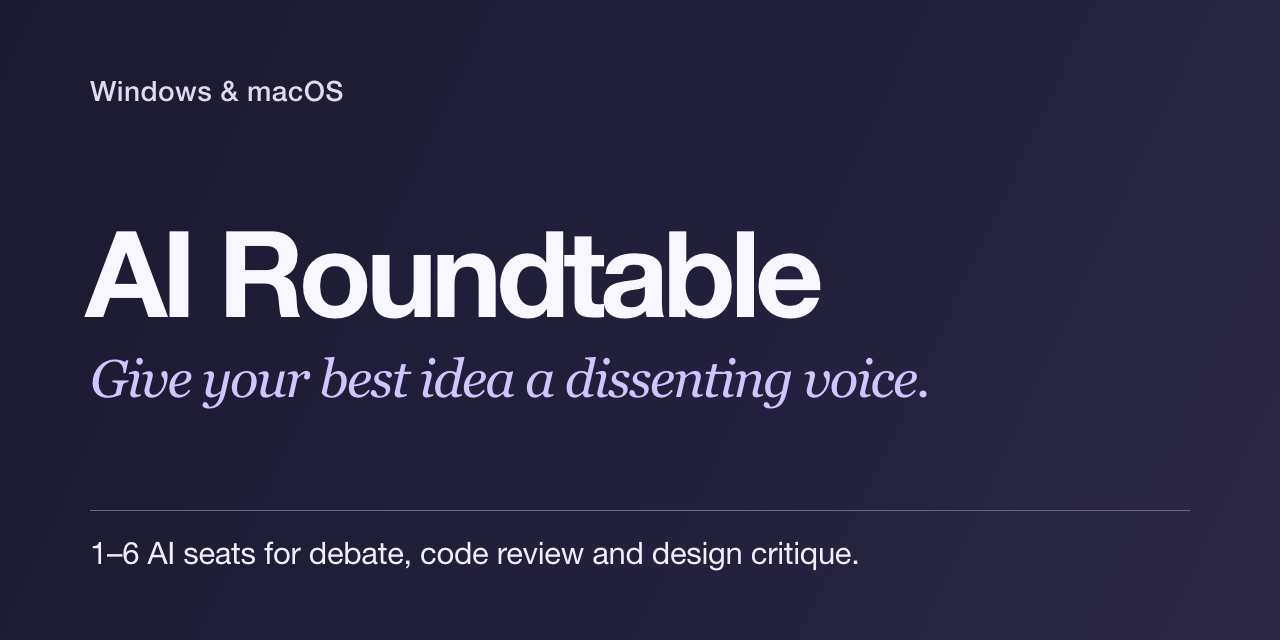 Windows & macOS
AI Roundtable
Give your best idea a dissenting voice.
1–6 AI seats for debate, code review and design critique.